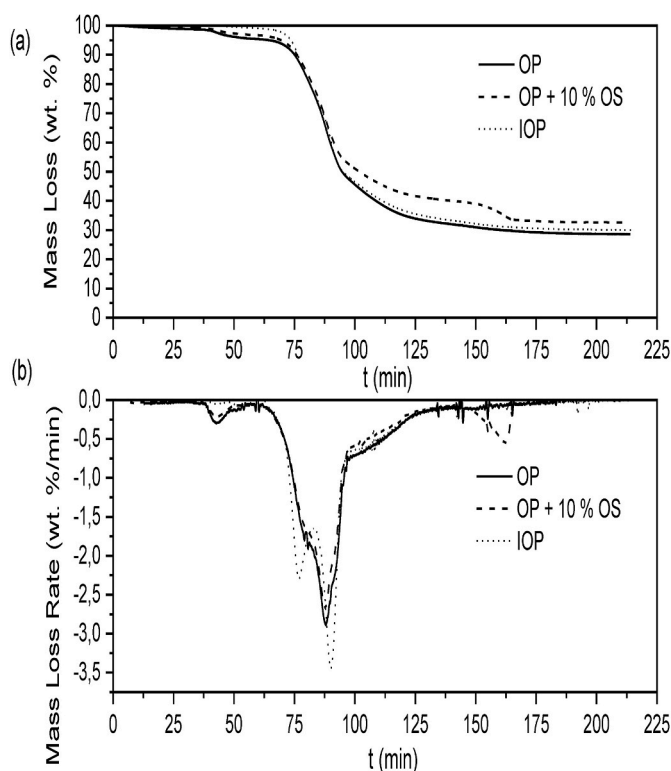 (a)
Mass Loss (wt. %)
100
90
80
70
60
50
40
30
20
10
0
OP
OP + 10 % OS
IOP
0 25 50 75 100 125 150 175 200 225
t (min)
(b)
Mass Loss Rate (wt. %/min)
0,0
-0,5
-1,0
-1,5
-2,0
-2,5
-3,0
-3,5
OP
OP + 10 % OS
IOP
0 25 50 75 100 125 150 175 200 225
t (min)